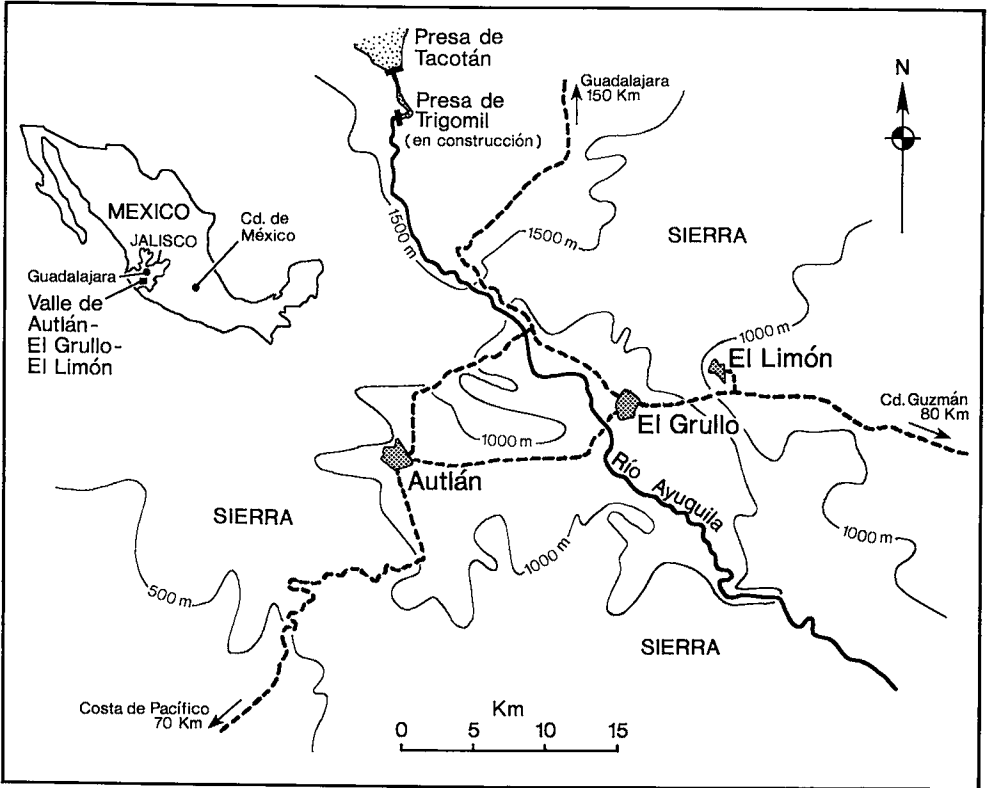 Presa de
Tacotán
Presa de
Trigomil
(en construcción)
Guadalajara
150 Km
N
MEXICO
JALISCO
Cd. de
México
Guadalajara
Valle de
Autlán-
El Grullo-
El Limón
1500 m
1500 m
SIERRA
1000 m
El Limón
Cd. Guzmán
80 Km
El Grullo
1000 m
Autlán
Río Ayuquila
SIERRA
1000 m
1000 m
500 m
SIERRA
Costa de Pacífico
70 Km
Km
0 5 10 15